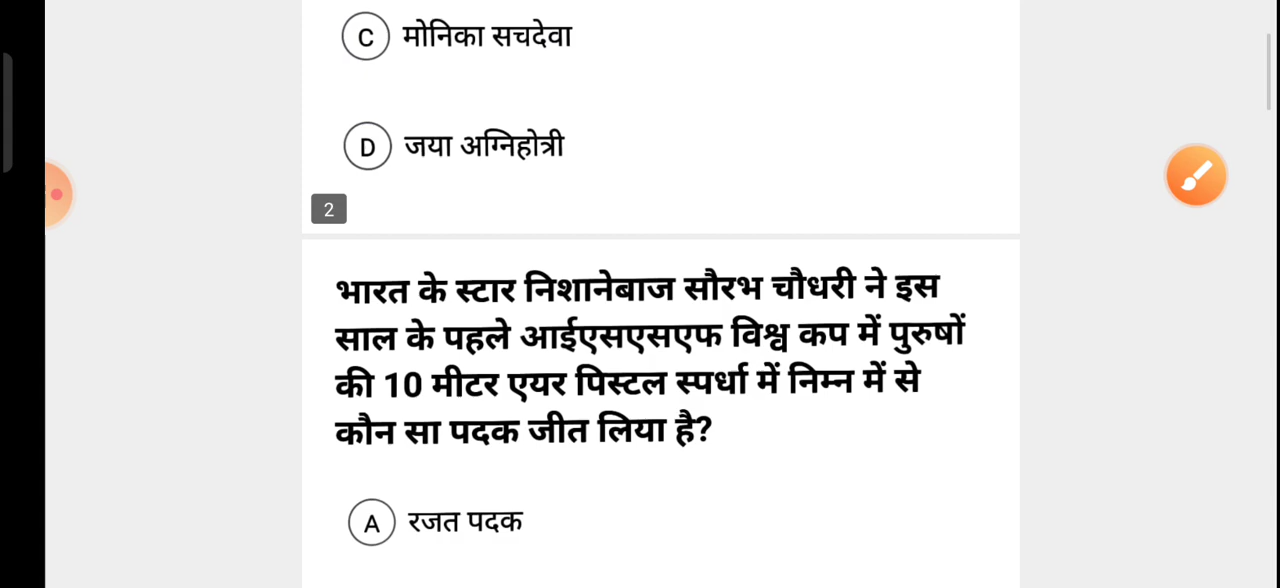 C मोनिका सचदेवा
D जया अग्निहोत्री
2
भारत के स्टार निशानेबाज सौरभ चौधरी ने इस
साल के पहले आईएसएसएफ विश्व कप में पुरुषों
की 10 मीटर एयर पिस्टल स्पर्धा में निम्न में से
कौन सा पदक जीत लिया है?
A रजत पदक